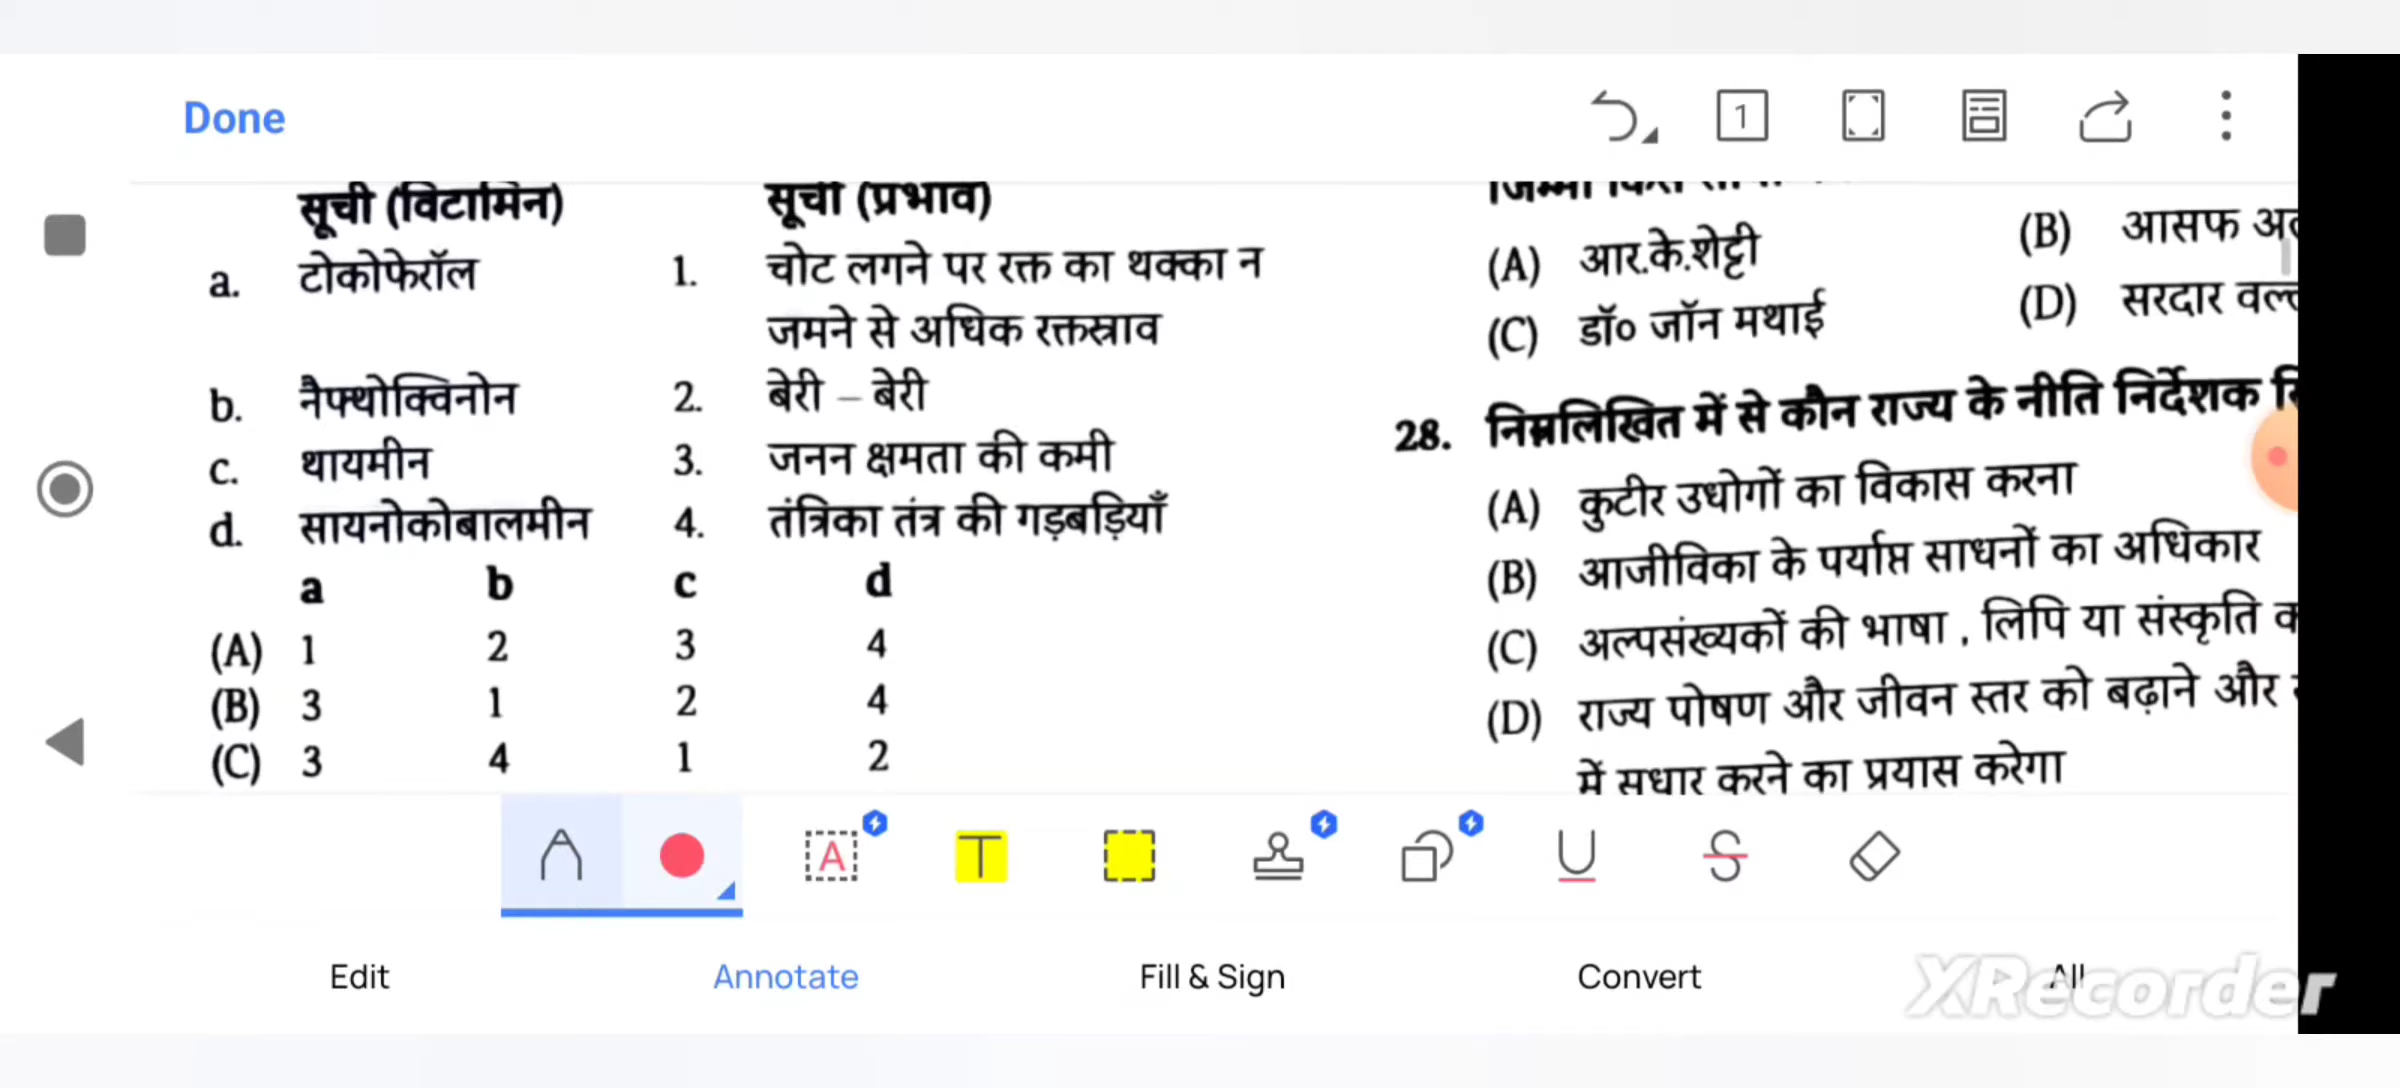 Done
1
सूची (विटामिन) सूची (प्रभाव)
a. टोकोफेरॉल 1. चोट लगने पर रक्त का थक्का न
जमने से अधिक रक्तस्राव
b. नैफ्थोक्विनोन 2. बेरी – बेरी
c. थायमीन 3. जनन क्षमता की कमी
d. सायनोकोबालमीन 4. तंत्रिका तंत्र की गड़बड़ियाँ
a b c d
(A) 1 2 3 4
(B) 3 1 2 4
(C) 3 4 1 2
(A) आर.के.शेट्टी (B) आसफ
(C) डॉ० जॉन मथाई (D) सरदार
28. निम्नलिखित में से कौन राज्य के नीति निर्देशक
(A) कुटीर उधोगों का विकास करना
(B) आजीविका के पर्याप्त साधनों का अधिकार
(C) अल्पसंख्यकों की भाषा , लिपि या संस्कृति
(D) राज्य पोषण और जीवन स्तर को बढ़ाने और
में सुधार करने का प्रयास करेगा
Edit Annotate Fill & Sign Convert All
XRecorder